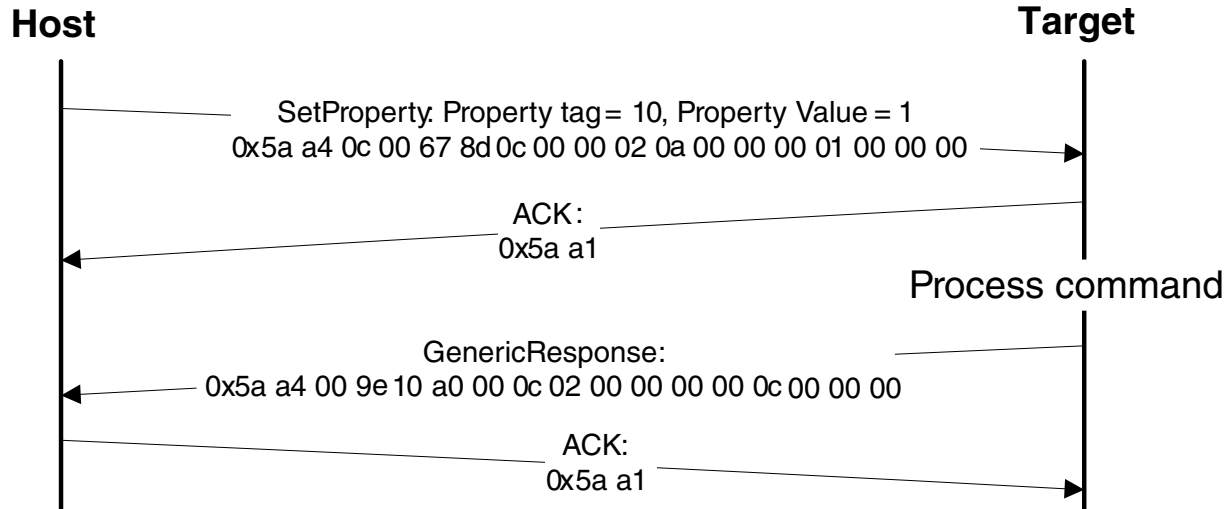 Host
Target
SetProperty: Property tag = 10, Property Value = 1
0x5a a4 0c 00 67 8d 0c 00 00 02 0a 00 00 00 01 00 00 00
ACK:
0x5a a1
Process command
GenericResponse:
0x5a a4 00 9e 10 a0 00 0c 02 00 00 00 00 0c 00 00 00
ACK:
0x5a a1